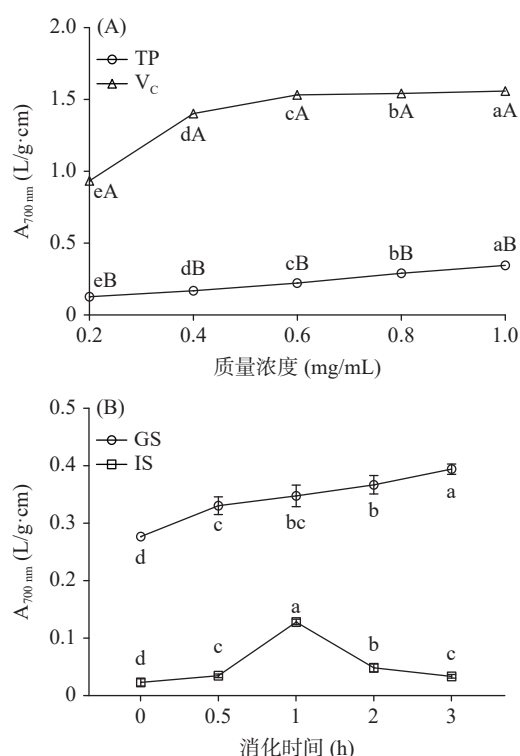 (A)
TP
V_C
2.0
1.5
1.0
0.5
0
A_700 nm (L/g·cm)
eA
dA
cA
bA
aA
eB
dB
cB
bB
aB
0.2 0.4 0.6 0.8 1.0
质量浓度 (mg/mL)
(B)
GS
IS
0.5
0.4
0.3
0.2
0.1
0
A_700 nm (L/g·cm)
d
c
bc
b
a
d
c
a
b
c
0 0.5 1 2 3
消化时间 (h)